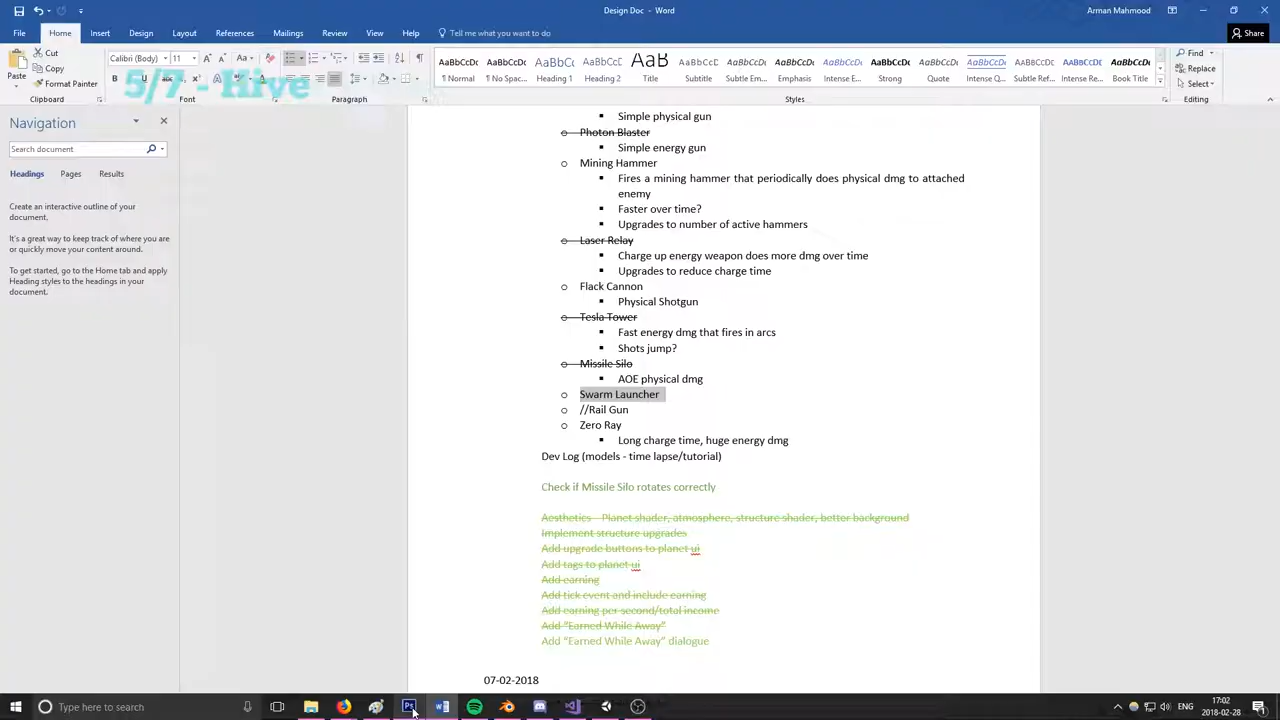 Design Doc - Word
Arman Mahmood
File
Home
Insert
Design
Layout
References
Mailings
Review
View
Help
Tell me what you want to do
Share
Paste
Cut
Copy
Format Painter
Clipboard
Calibri (Body)
11
5/7 Hive
Paragraph
AaBbCcDc
¶ Normal
AaBbCcDc
¶ No Spac...
AaBbCc
Heading 1
AaBbCcE
Heading 2
AaB
Title
AaBbCcC
Subtitle
AaBbCcDc
Subtle Em...
AaBbCcDc
Emphasis
AaBbCcDc
Intense E...
AaBbCcDc
Strong
AaBbCcDc
Quote
AaBbCcDc
Intense Q...
AaBbCcDc
Subtle Ref...
AaBbCcDc
Intense Re...
AaBbCcDc
Book Title
Styles
Find
Replace
Select
Editing
Navigation
Search document
Headings
Pages
Results
Create an interactive outline of your
document.
It's a great way to keep track of where you are
or quickly move your content around.
To get started, go to the Home tab and apply
Heading styles to the headings in your
document.
Simple physical gun
Photon Blaster
Simple energy gun
Mining Hammer
Fires a mining hammer that periodically does physical dmg to attached
enemy
Faster over time?
Upgrades to number of active hammers
Laser Relay
Charge up energy weapon does more dmg over time
Upgrades to reduce charge time
Flack Cannon
Physical Shotgun
Tesla Tower
Fast energy dmg that fires in arcs
Shots jump?
Missile Silo
AOE physical dmg
Swarm Launcher
//Rail Gun
Zero Ray
Long charge time, huge energy dmg
Dev Log (models - time lapse/tutorial)
Check if Missile Silo rotates correctly
Aesthetics - Planet shader, atmosphere, structure shader, better background
Implement structure upgrades
Add upgrade buttons to planet ui
Add tags to planet ui
Add earning
Add tick event and include earning
Add earning per second/total income
Add "Earned While Away"
Add “Earned While Away” dialogue
07-02-2018
Type here to search
ENG
17:02
2018-02-28